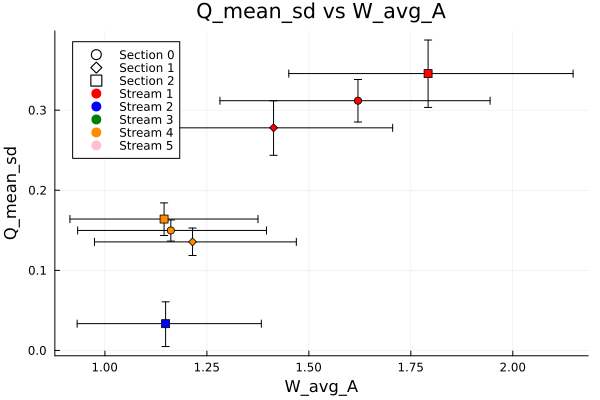 Q_mean_sd vs W_avg_A
Section 0
Section 1
Section 2
Stream 1
Stream 2
Stream 3
Stream 4
Stream 5
Q_mean_sd
0.3
0.2
0.1
0.0
1.00 1.25 1.50 1.75 2.00
W_avg_A